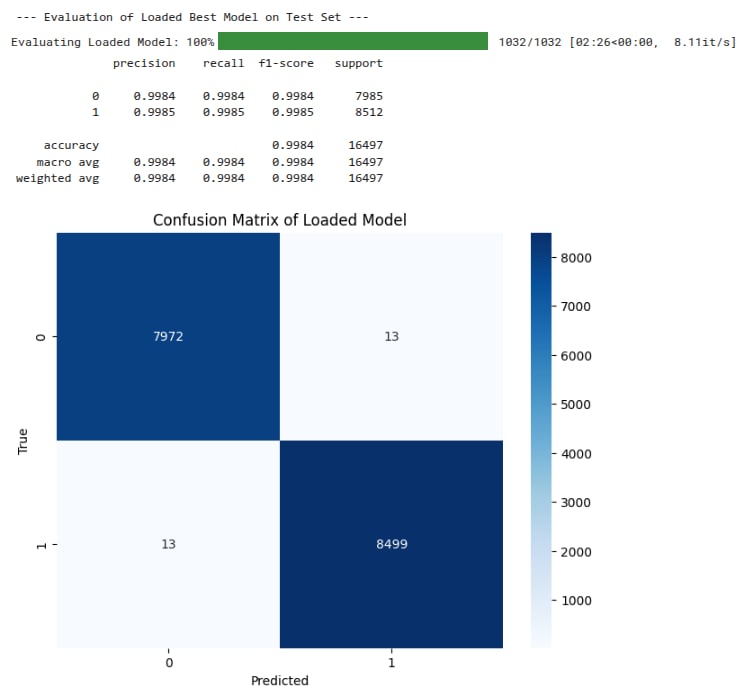 --- Evaluation of Loaded Best Model on Test Set ---
Evaluating Loaded Model: 100% 1032/1032 [02:26<00:00, 8.11it/s]
precision recall f1-score support
0 0.9984 0.9984 0.9984 7985
1 0.9985 0.9985 0.9985 8512
accuracy 0.9984 16497
macro avg 0.9984 0.9984 0.9984 16497
weighted avg 0.9984 0.9984 0.9984 16497
Confusion Matrix of Loaded Model
8000
7000
0 7972 13
6000
5000
True
4000
3000
1 13 8499
2000
1000
0 1
Predicted